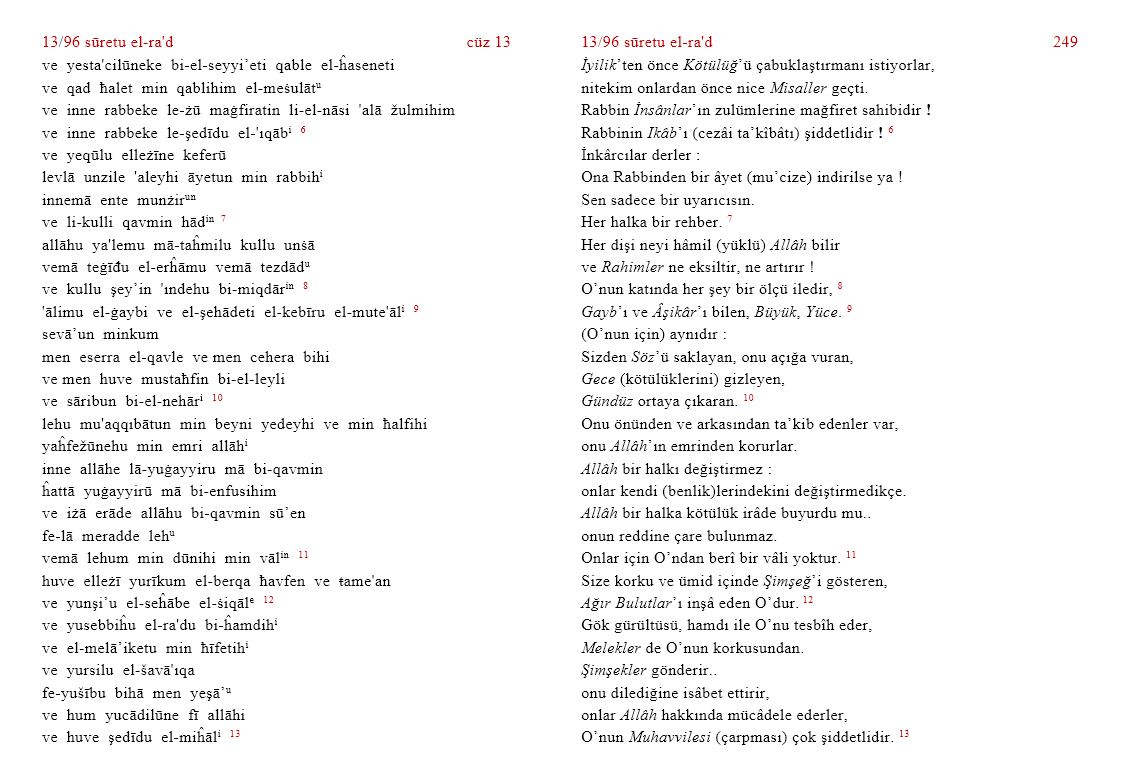 13/96 sūretu el-ra'd cüz 13
ve yesta'cilūneke bi-el-seyyi’eti qable el-ĥaseneti
ve qad ħalet min qablihim el-meŝulātᵘ
ve inne rabbeke le-żū maġfiratin li-el-nāsi 'alā žulmihim
ve inne rabbeke le-şedīdu el-'ıqābⁱ 6
ve yeqūlu elleżīne keferū
levlā unzile 'aleyhi āyetun min rabbihⁱ
innemā ente munżirᵘⁿ
ve li-kulli qavmin hādⁱⁿ 7
allāhu ya'lemu mā-taĥmilu kullu unŝā
vemā teġīđu el-erĥāmu vemā tezdādᵘ
ve kullu şey’in 'ındehu bi-miqdārⁱⁿ 8
'ālimu el-ġaybi ve el-şehādeti el-kebīru el-mute'ālⁱ 9
sevā’un minkum
men eserra el-qavle ve men cehera bihi
ve men huve mustaħfin bi-el-leyli
ve sāribun bi-el-nehārⁱ 10
lehu mu'aqqıbātun min beyni yedeyhi ve min ħalfihi
yaĥfežūnehu min emri allāhⁱ
inne allāhe lā-yuġayyiru mā bi-qavmin
ĥattā yuġayyirū mā bi-enfusihim
ve iżā erāde allāhu bi-qavmin sū’en
fe-lā meradde lehᵘ
vemā lehum min dūnihi min vālⁱⁿ 11
huve elleżī yurīkum el-berqa ħavfen ve ŧame'an
ve yunşi’u el-seĥābe el-ŝiqālᵉ 12
ve yusebbiĥu el-ra'du bi-ĥamdihⁱ
ve el-melā’iketu min ħīfetihⁱ
ve yursilu el-šavā'ıqa
fe-yušību bihā men yeşā’ᵘ
ve hum yucādilūne fī allāhi
ve huve şedīdu el-miĥālⁱ 13
13/96 sūretu el-ra'd 249
İyilik’ten önce Kötülüğ’ü çabuklaştırmanı istiyorlar,
nitekim onlardan önce nice Misaller geçti.
Rabbin İnsânlar’ın zulümlerine mağfiret sahibidir !
Rabbinin Ikâb’ı (cezâi ta’kîbâtı) şiddetlidir ! 6
İnkârcılar derler :
Ona Rabbinden bir âyet (mu’cize) indirilse ya !
Sen sadece bir uyarıcısın.
Her halka bir rehber. 7
Her dişi neyi hâmil (yüklü) Allâh bilir
ve Rahimler ne eksiltir, ne artırır !
O’nun katında her şey bir ölçü iledir, 8
Gayb’ı ve Âşikâr’ı bilen, Büyük, Yüce. 9
(O’nun için) aynıdır :
Sizden Söz’ü saklayan, onu açığa vuran,
Gece (kötülüklerini) gizleyen,
Gündüz ortaya çıkaran. 10
Onu önünden ve arkasından ta’kib edenler var,
onu Allâh’ın emrinden korurlar.
Allâh bir halkı değiştirmez :
onlar kendi (benlik)lerindekini değiştirmedikçe.
Allâh bir halka kötülük irâde buyurdu mu..
onun reddine çare bulunmaz.
Onlar için O’ndan berî bir vâli yoktur. 11
Size korku ve ümid içinde Şimşeğ’i gösteren,
Ağır Bulutlar’ı inşâ eden O’dur. 12
Gök gürültüsü, hamdı ile O’nu tesbîh eder,
Melekler de O’nun korkusundan.
Şimşekler gönderir..
onu dilediğine isâbet ettirir,
onlar Allâh hakkında mücâdele ederler,
O’nun Muhavvilesi (çarpması) çok şiddetlidir. 13